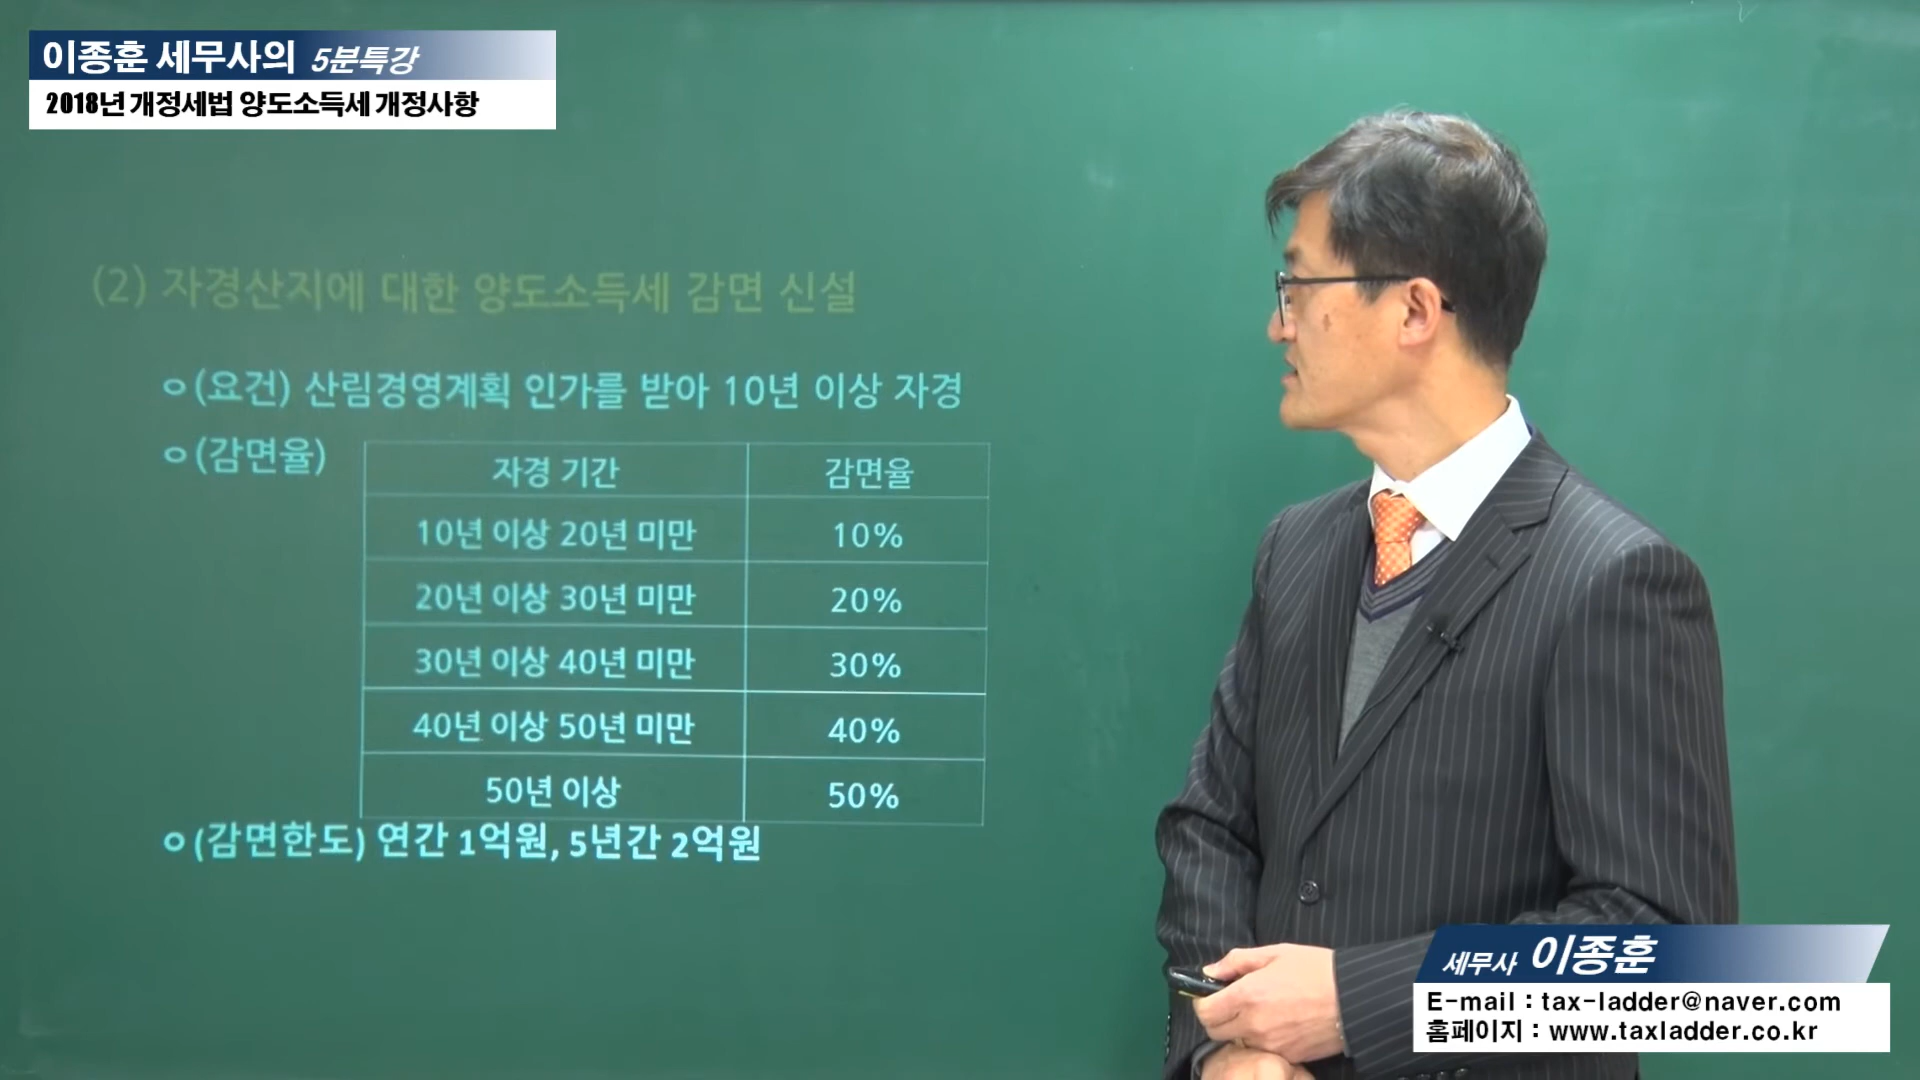 이종훈 세무사의 5분특강
2018년 개정세법 양도소득세 개정사항
(2) 자경산지에 대한 양도소득세 감면 신설
ㅇ(요건) 산림경영계획 인가를 받아 10년 이상 자경
ㅇ(감면율)
자경 기간 감면율
10년 이상 20년 미만 10%
20년 이상 30년 미만 20%
30년 이상 40년 미만 30%
40년 이상 50년 미만 40%
50년 이상 50%
ㅇ(감면한도) 연간 1억원, 5년간 2억원
세무사 이종훈
E-mail : tax-ladder@naver.com
홈페이지 : www.taxladder.co.kr